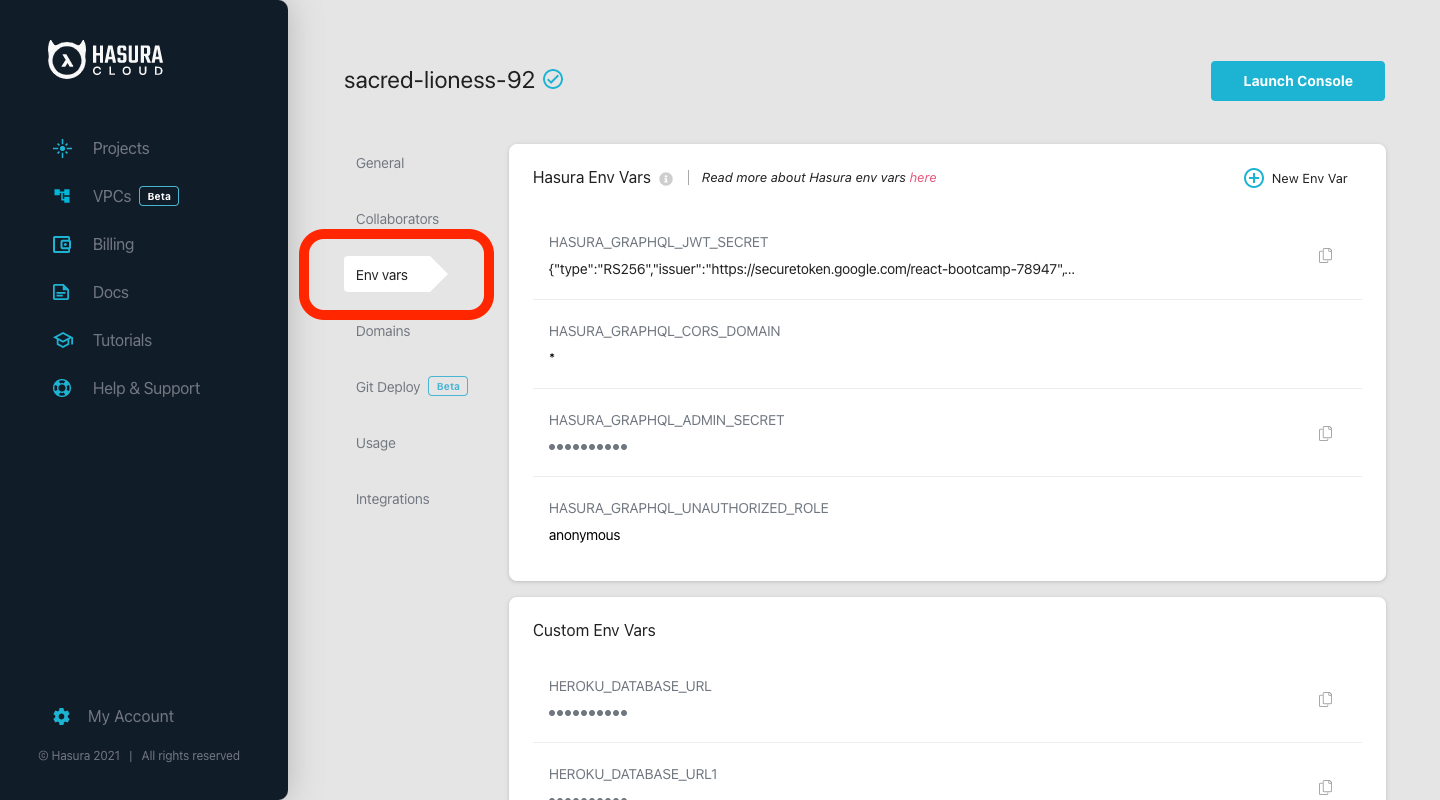 HASURA
CLOUD
Projects
VPCs Beta
Billing
Docs
Tutorials
Help & Support
My Account
© Hasura 2021 | All rights reserved
sacred-lioness-92
Launch Console
General
Collaborators
Env vars
Domains
Git Deploy Beta
Usage
Integrations
Hasura Env Vars | Read more about Hasura env vars here
New Env Var
HASURA_GRAPHQL_JWT_SECRET
{"type":"RS256","issuer":"https://securetoken.google.com/react-bootcamp-78947",...
HASURA_GRAPHQL_CORS_DOMAIN
*
HASURA_GRAPHQL_ADMIN_SECRET
••••••••••
HASURA_GRAPHQL_UNAUTHORIZED_ROLE
anonymous
Custom Env Vars
HEROKU_DATABASE_URL
••••••••••
HEROKU_DATABASE_URL1
••••••••••